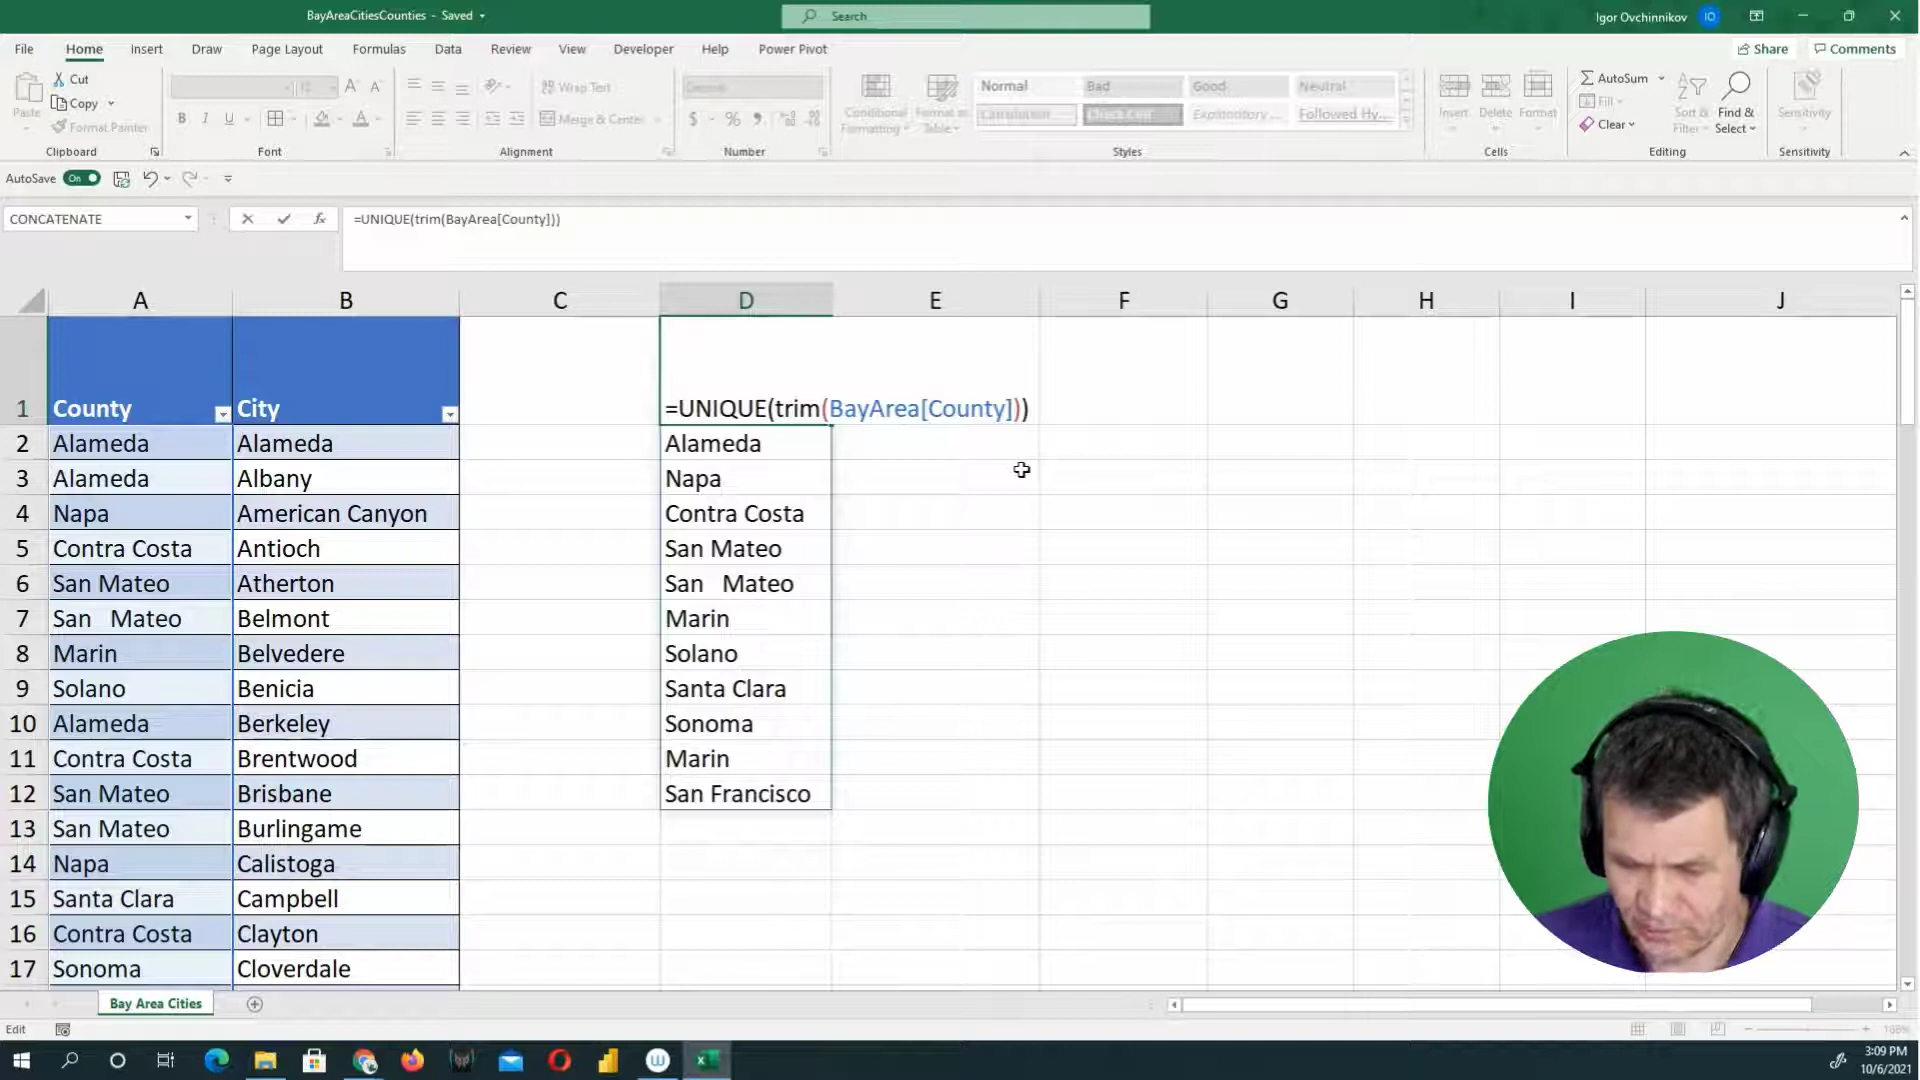 BayAreaCitiesCounties - Saved
Search
Igor Ovchinnikov
IO
File Home Insert Draw Page Layout Formulas Data Review View Developer Help Power Pivot
Share
Comments
Paste
Cut
Copy
Format Painter
Clipboard
B I U
Font
Wrap Text
Merge & Center
Alignment
$ %
Number
Conditional Formatting
Format as Table
Normal Bad Good Neutral
Calculation Check Cell Explanatory ... Followed Hy...
Styles
Insert Delete Format
Cells
AutoSum
Fill
Clear
Sort & Filter
Find & Select
Editing
Sensitivity
Sensitivity
AutoSave On
CONCATENATE
fx
=UNIQUE(trim(BayArea[County]))
A B C D E F G H I J
1 County City =UNIQUE(trim(BayArea[County]))
2 Alameda Alameda Alameda
3 Alameda Albany Napa
4 Napa American Canyon Contra Costa
5 Contra Costa Antioch San Mateo
6 San Mateo Atherton San   Mateo
7 San   Mateo Belmont Marin
8 Marin Belvedere Solano
9 Solano Benicia Santa Clara
10 Alameda Berkeley Sonoma
11 Contra Costa Brentwood Marin
12 San Mateo Brisbane San Francisco
13 San Mateo Burlingame
14 Napa Calistoga
15 Santa Clara Campbell
16 Contra Costa Clayton
17 Sonoma Cloverdale
Bay Area Cities
Edit
3:09 PM
10/6/2021